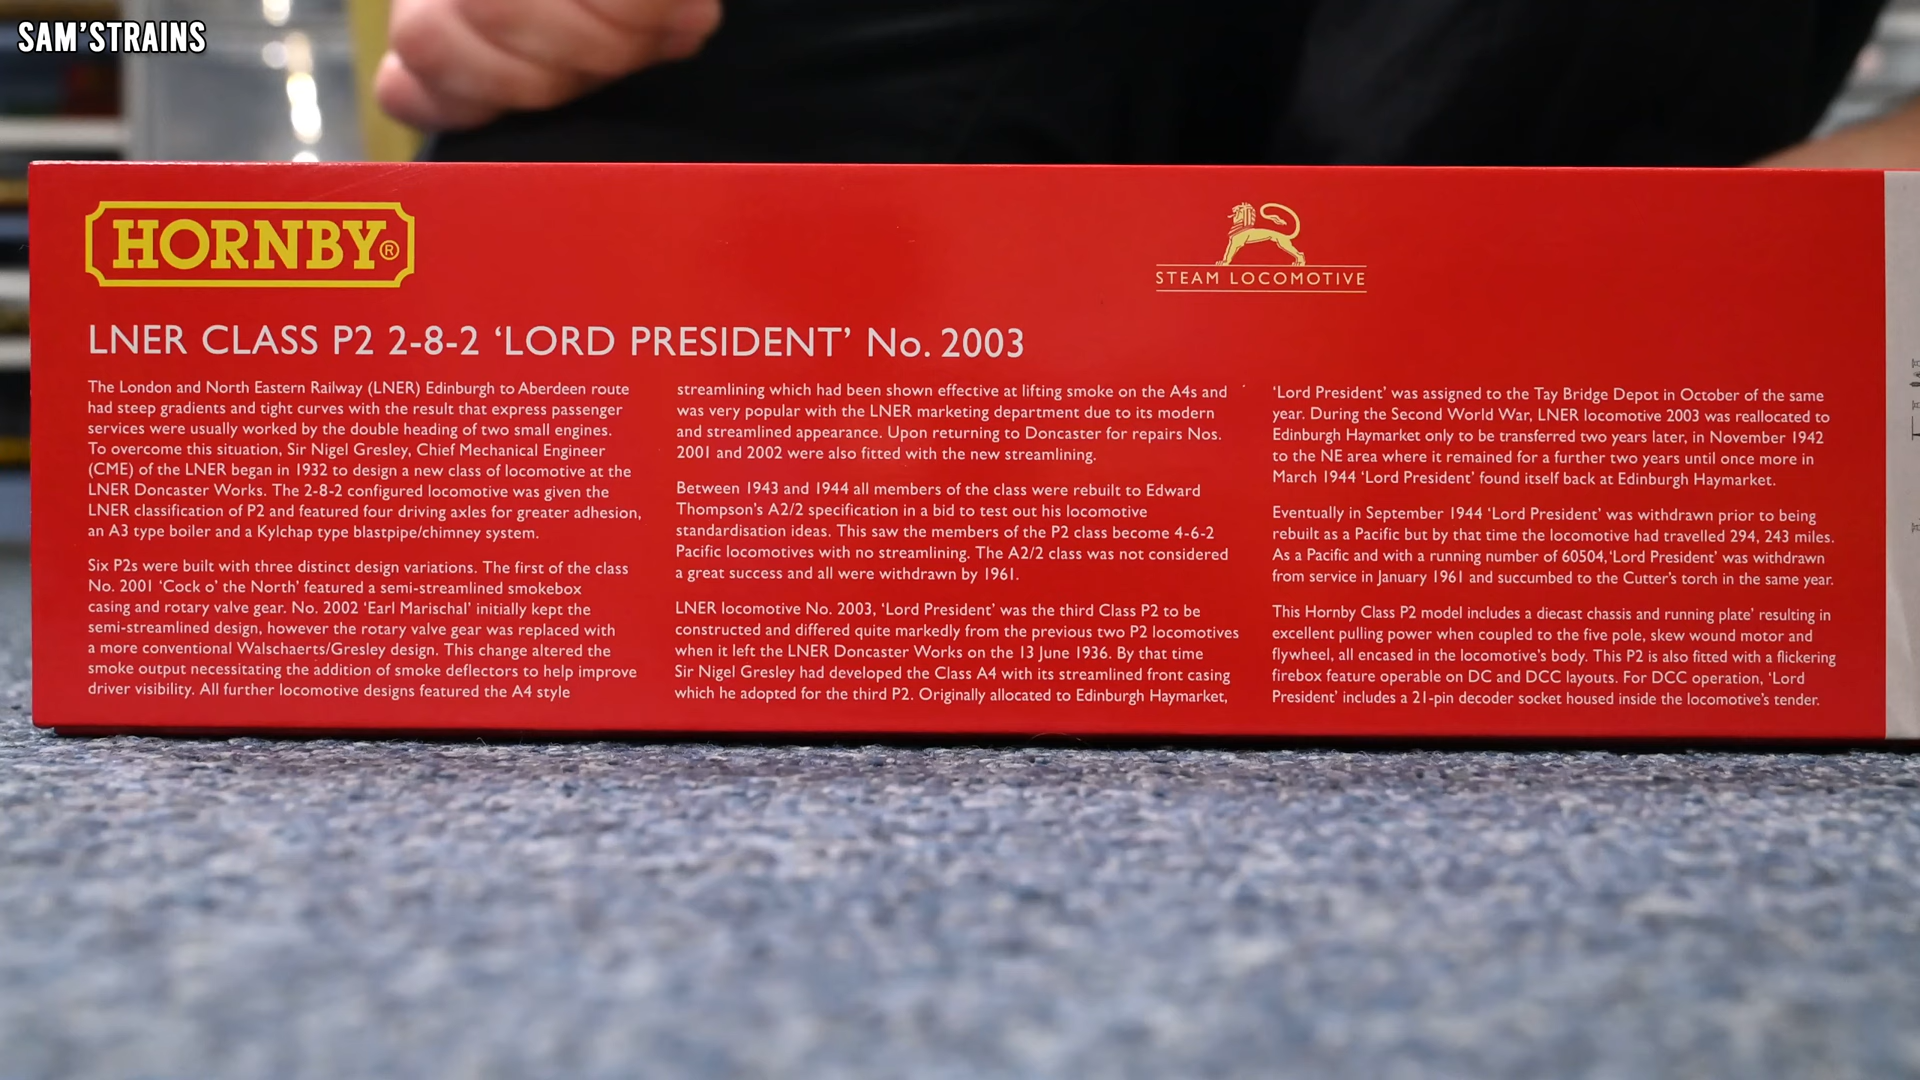 SAM'STRAINS
HORNBY®
STEAM LOCOMOTIVE
LNER CLASS P2 2-8-2 ‘LORD PRESIDENT’ No. 2003
The London and North Eastern Railway (LNER) Edinburgh to Aberdeen route
had steep gradients and tight curves with the result that express passenger
services were usually worked by the double heading of two small engines.
To overcome this situation, Sir Nigel Gresley, Chief Mechanical Engineer
(CME) of the LNER began in 1932 to design a new class of locomotive at the
LNER Doncaster Works. The 2-8-2 configured locomotive was given the
LNER classification of P2 and featured four driving axles for greater adhesion,
an A3 type boiler and a Kylchap type blastpipe/chimney system.
Six P2s were built with three distinct design variations. The first of the class
No. 2001 ‘Cock o’ the North’ featured a semi-streamlined smokebox
casing and rotary valve gear. No. 2002 ‘Earl Marischal’ initially kept the
semi-streamlined design, however the rotary valve gear was replaced with
a more conventional Walschaerts/Gresley design. This change altered the
smoke output necessitating the addition of smoke deflectors to help improve
driver visibility. All further locomotive designs featured the A4 style
streamlining which had been shown effective at lifting smoke on the A4s and
was very popular with the LNER marketing department due to its modern
and streamlined appearance. Upon returning to Doncaster for repairs Nos.
2001 and 2002 were also fitted with the new streamlining.
Between 1943 and 1944 all members of the class were rebuilt to Edward
Thompson's A2/2 specification in a bid to test out his locomotive
standardisation ideas. This saw the members of the P2 class become 4-6-2
Pacific locomotives with no streamlining. The A2/2 class was not considered
a great success and all were withdrawn by 1961.
LNER locomotive No. 2003, ‘Lord President’ was the third Class P2 to be
constructed and differed quite markedly from the previous two P2 locomotives
when it left the LNER Doncaster Works on the 13 June 1936. By that time
Sir Nigel Gresley had developed the Class A4 with its streamlined front casing
which he adopted for the third P2. Originally allocated to Edinburgh Haymarket,
‘Lord President’ was assigned to the Tay Bridge Depot in October of the same
year. During the Second World War, LNER locomotive 2003 was reallocated to
Edinburgh Haymarket only to be transferred two years later, in November 1942
to the NE area where it remained for a further two years until once more in
March 1944 ‘Lord President’ found itself back at Edinburgh Haymarket.
Eventually in September 1944 ‘Lord President’ was withdrawn prior to being
rebuilt as a Pacific but by that time the locomotive had travelled 294, 243 miles.
As a Pacific and with a running number of 60504, ‘Lord President’ was withdrawn
from service in January 1961 and succumbed to the Cutter's torch in the same year.
This Hornby Class P2 model includes a diecast chassis and running plate’ resulting in
excellent pulling power when coupled to the five pole, skew wound motor and
flywheel, all encased in the locomotive's body. This P2 is also fitted with a flickering
firebox feature operable on DC and DCC layouts. For DCC operation, ‘Lord
President’ includes a 21-pin decoder socket housed inside the locomotive's tender.